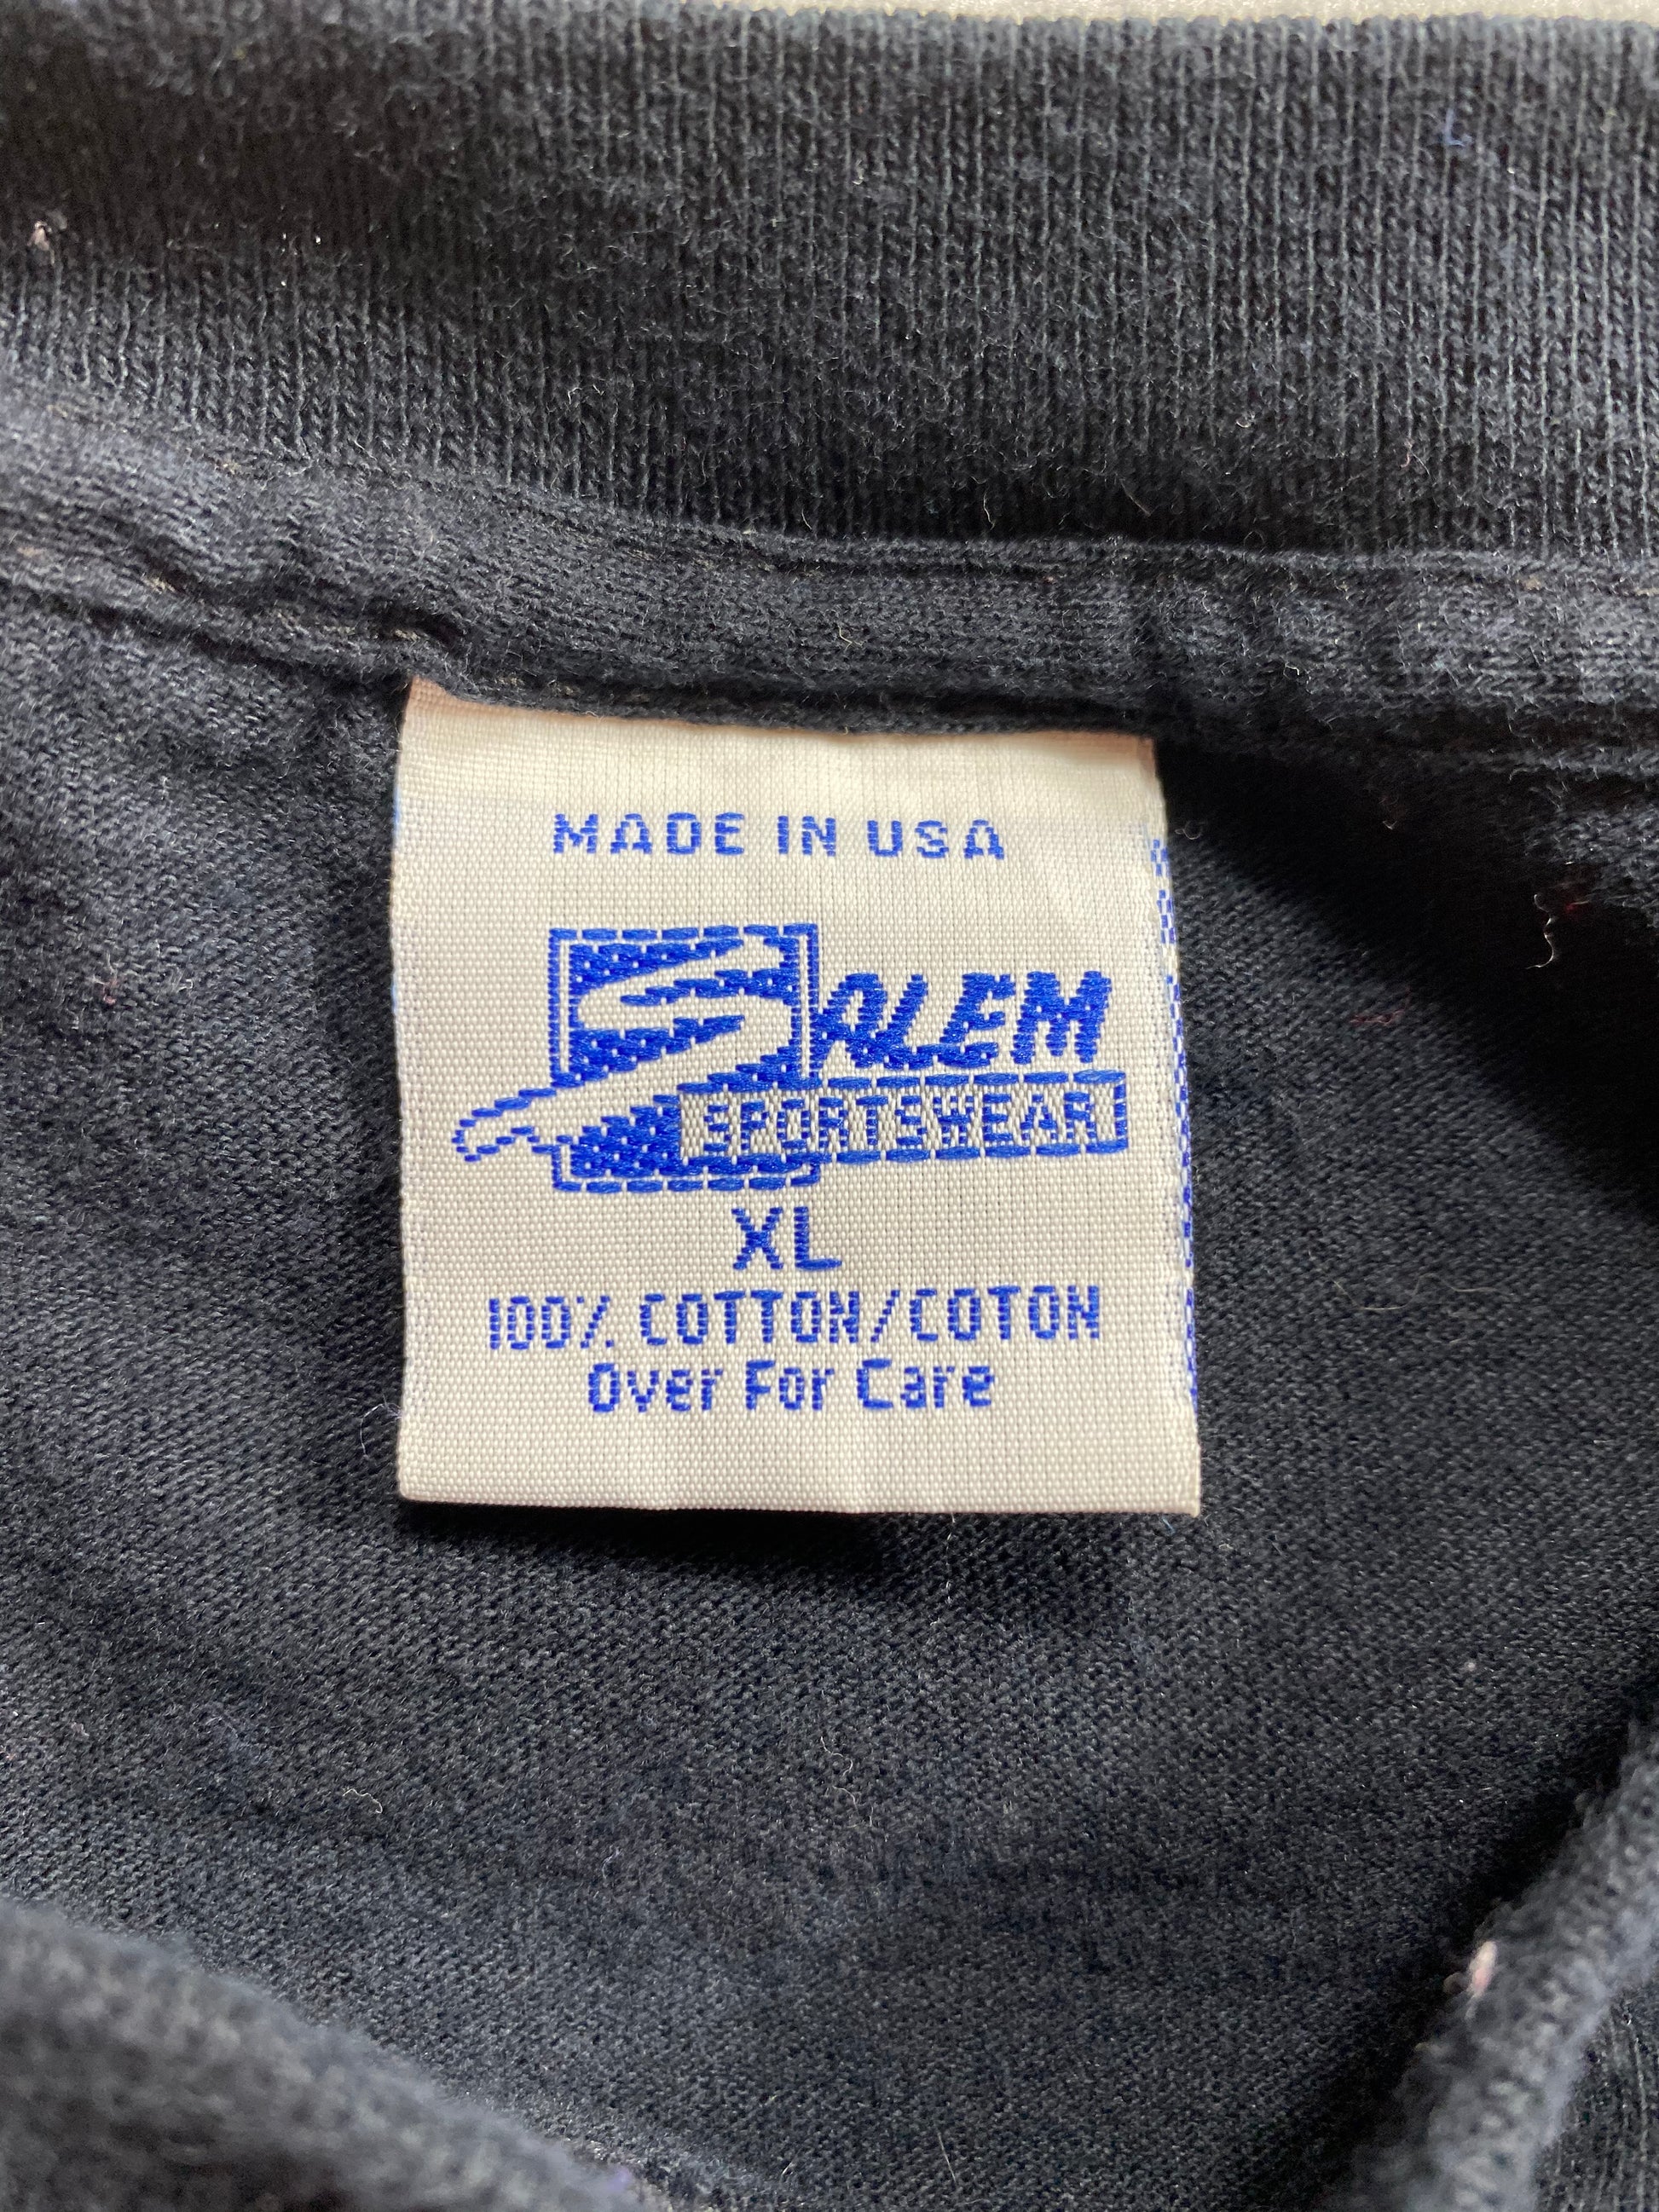 MADE IN USA
SALEM
SPORTSWEAR
XL
100% COTTON/COTON
Over For Care